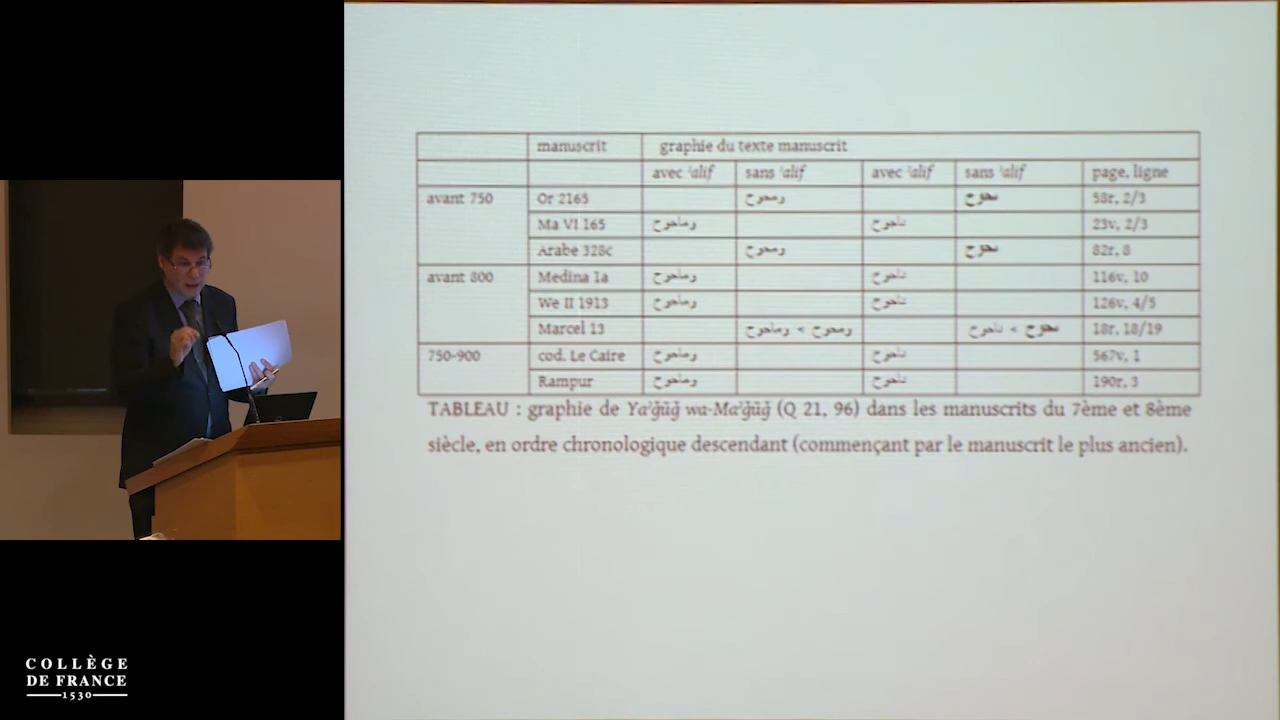 manuscrit graphie du texte manuscrit
avec ʾalif sans ʾalif avec ʾalif sans ʾalif page, ligne
avant 750 Or 2165 58r, 2/3
Ma VI 165 23v, 2/3
Arabe 328c 82r, 8
avant 800 Medina 1a 116v, 10
We II 1913 126v, 4/5
Marcel 13 18r, 18/19
750-900 cod. Le Caire 567v, 1
Rampur 190r, 3
TABLEAU : graphie de Yaʾǧūǧ wa-Maʾǧūǧ (Q 21, 96) dans les manuscrits du 7ème et 8ème
siècle, en ordre chronologique descendant (commençant par le manuscrit le plus ancien).
COLLÈGE
DE FRANCE
1530